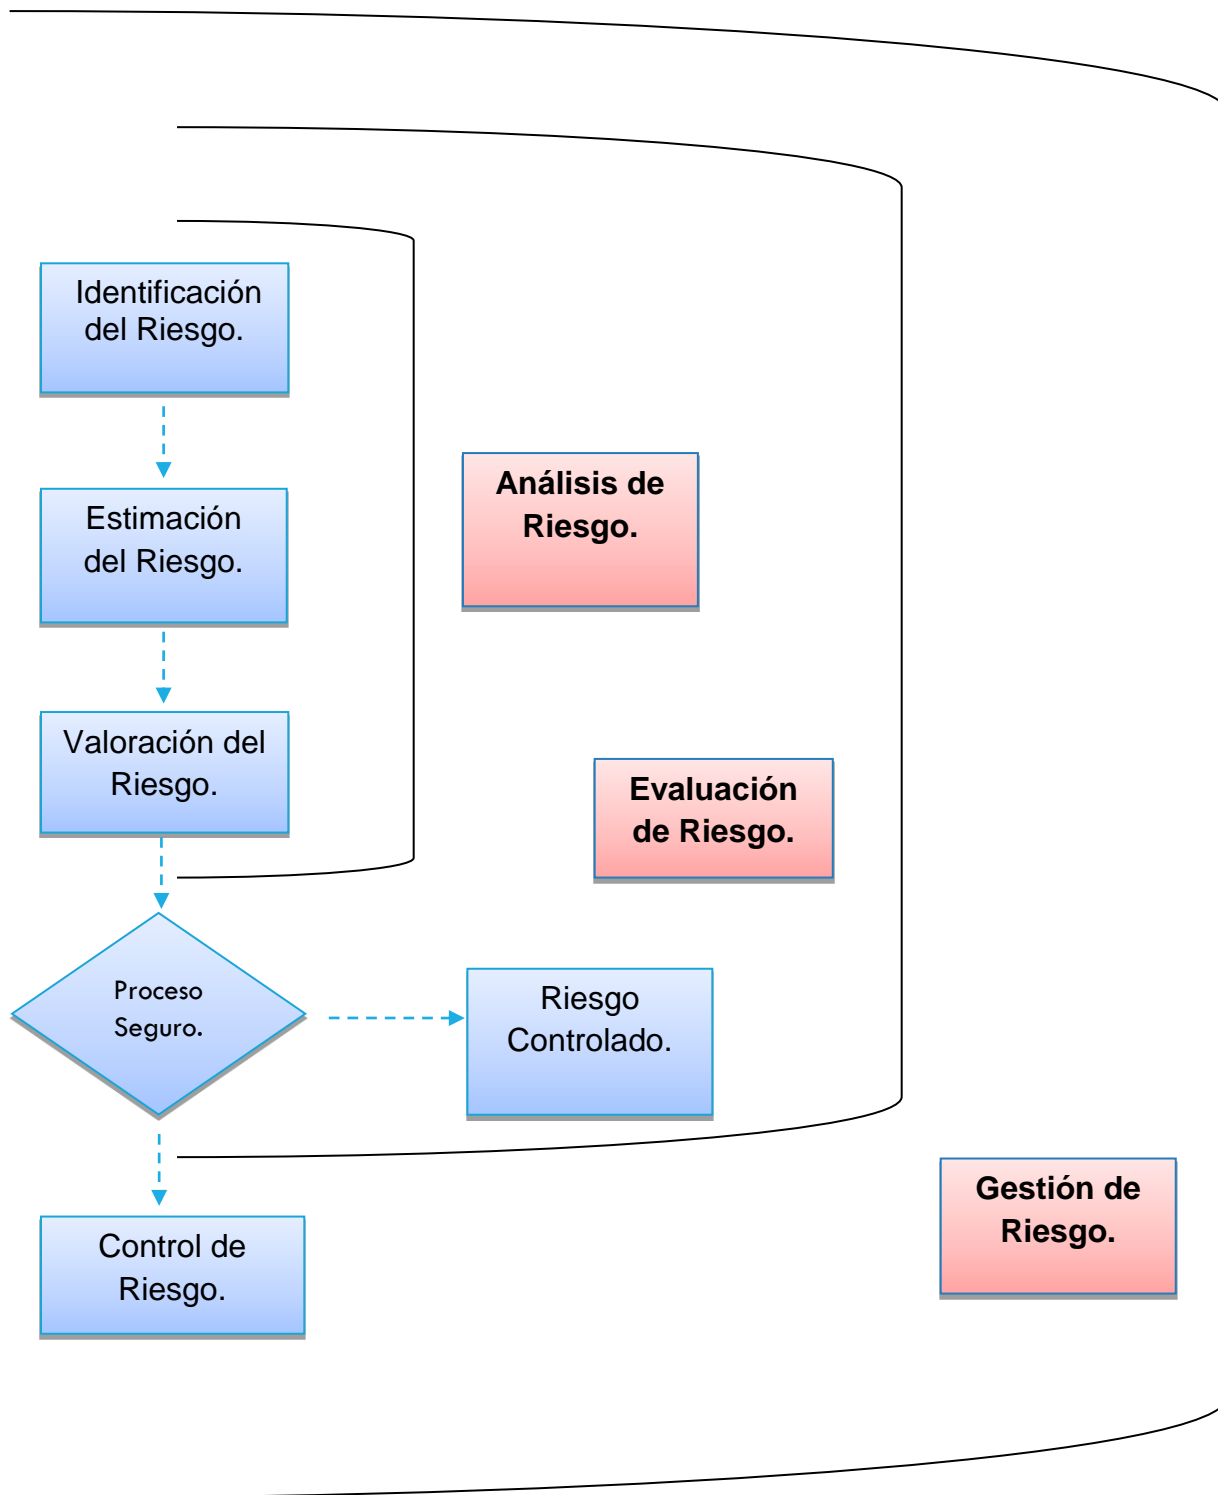 Identificación
del Riesgo.
Estimación
del Riesgo.
Análisis de
Riesgo.
Valoración del
Riesgo.
Evaluación
de Riesgo.
Proceso
Seguro.
Riesgo
Controlado.
Gestión de
Riesgo.
Control de
Riesgo.